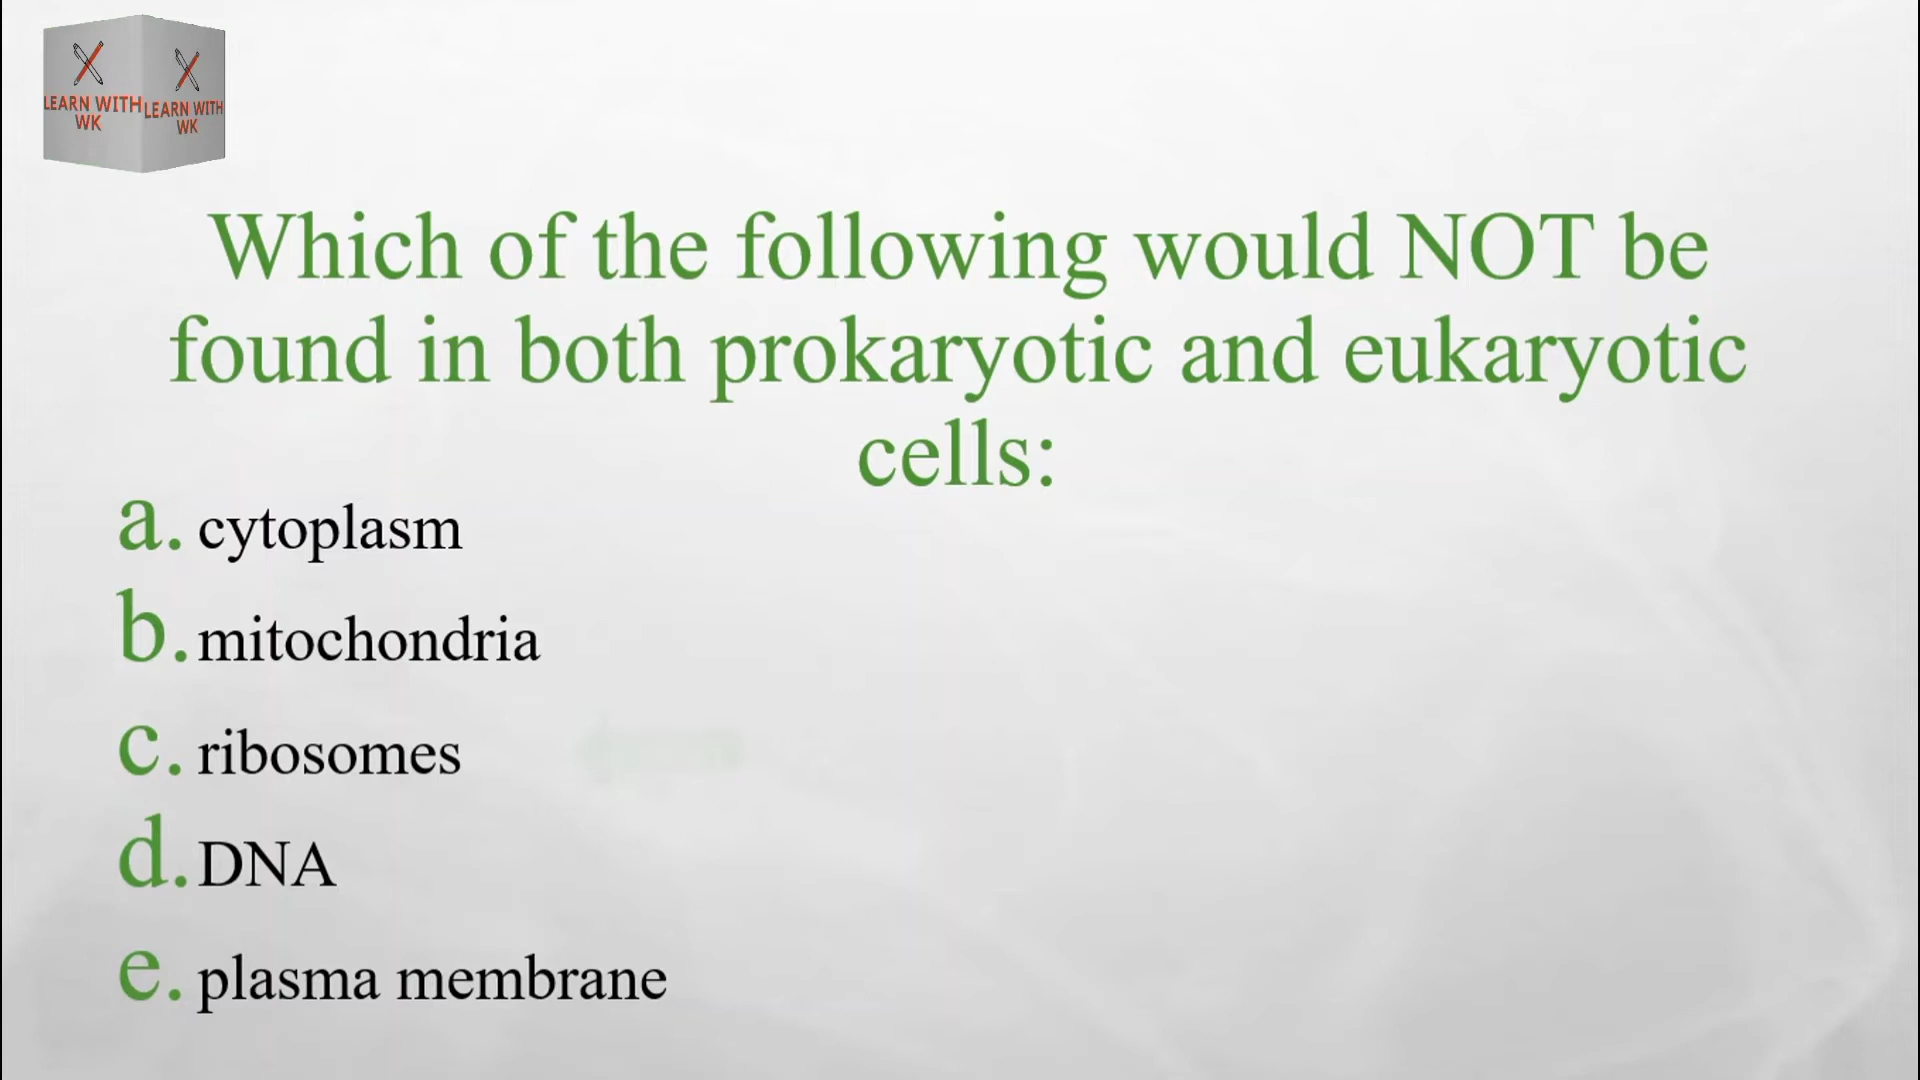 LEARN WITH
WK
LEARN WITH
WK
Which of the following would NOT be
found in both prokaryotic and eukaryotic
cells:
a. cytoplasm
b. mitochondria
c. ribosomes
d. DNA
e. plasma membrane